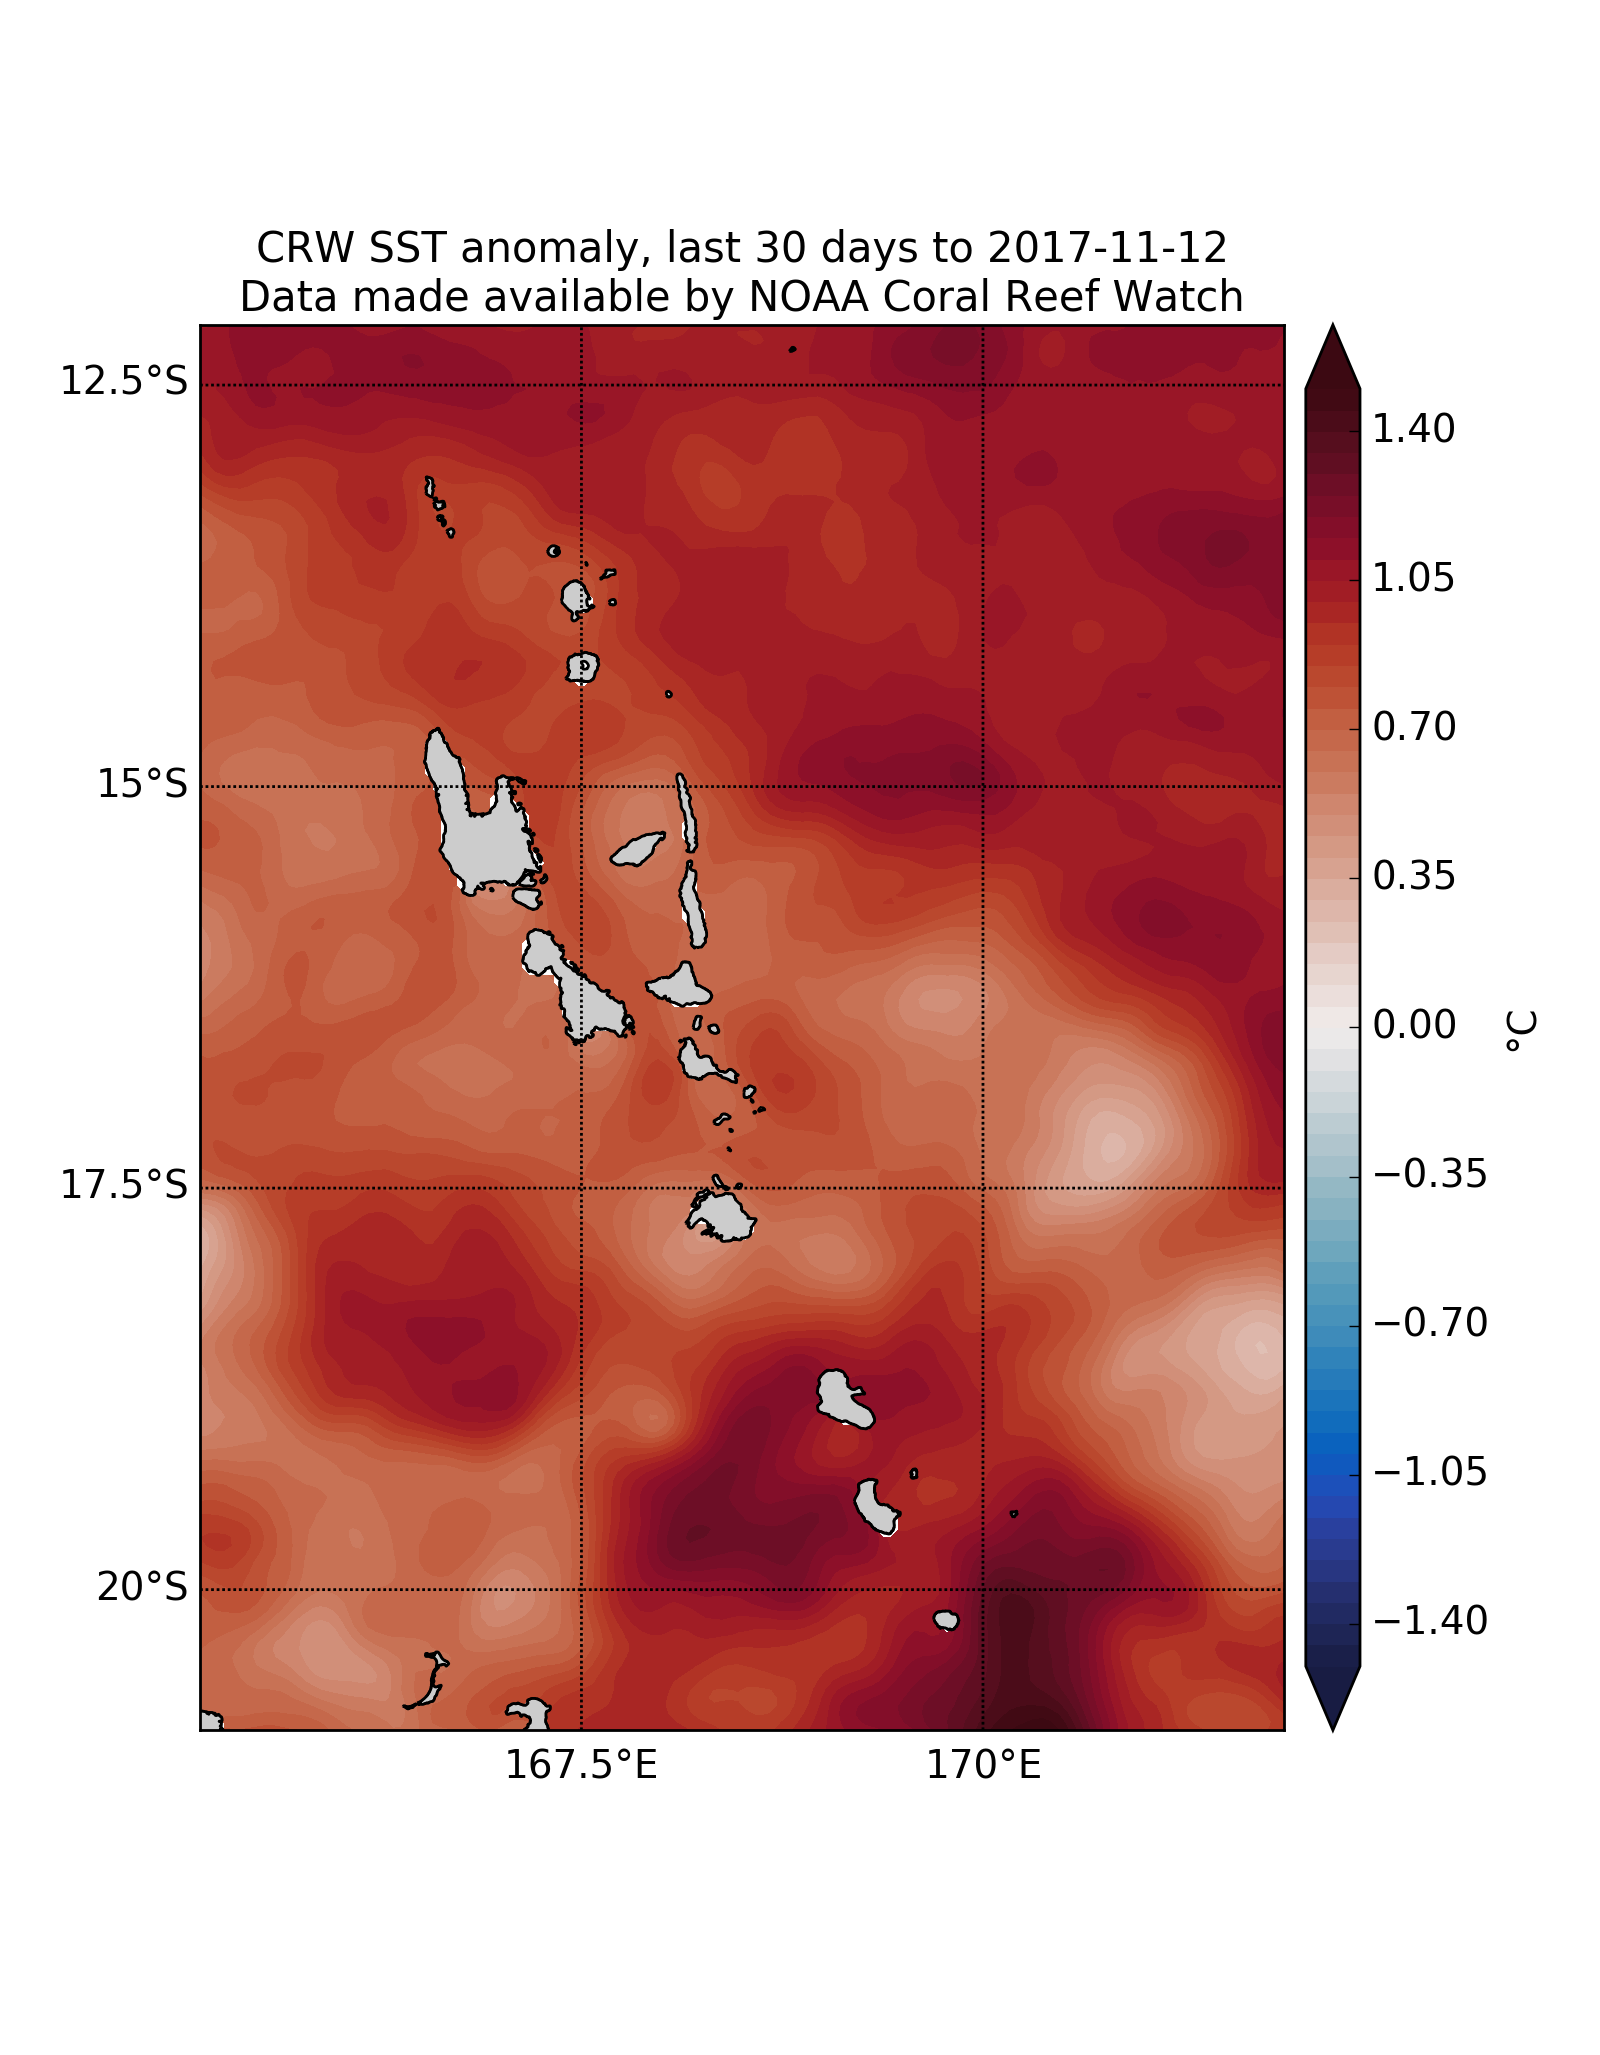 CRW SST anomaly, last 30 days to 2017-11-12
Data made available by NOAA Coral Reef Watch
12.5°S
15°S
17.5°S
20°S
167.5°E
170°E
1.40
1.05
0.70
0.35
0.00
−0.35
−0.70
−1.05
−1.40
°C